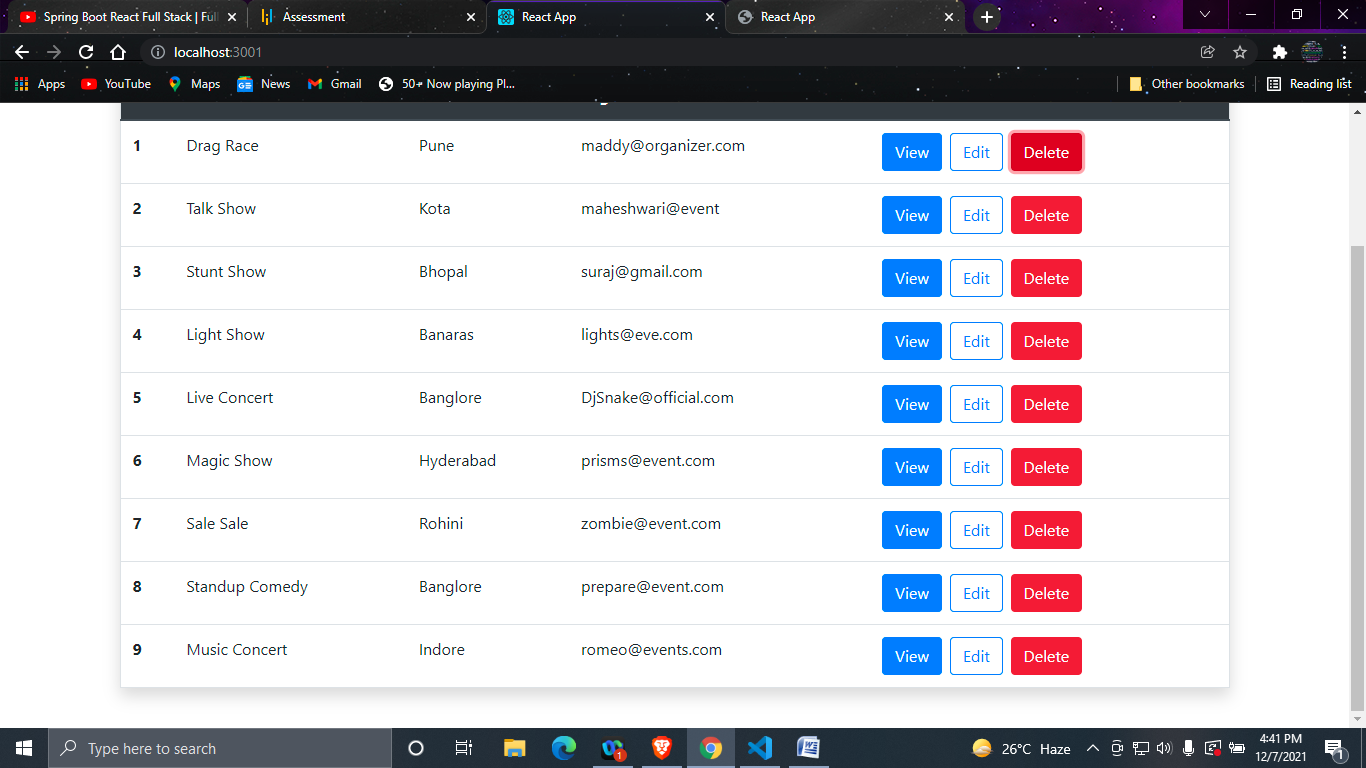 Spring Boot React Full Stack | Full
Assessment
React App
React App
localhost:3001
Apps YouTube Maps News Gmail 50+ Now playing Pl... Other bookmarks Reading list
1 Drag Race Pune maddy@organizer.com View Edit Delete
2 Talk Show Kota maheshwari@event View Edit Delete
3 Stunt Show Bhopal suraj@gmail.com View Edit Delete
4 Light Show Banaras lights@eve.com View Edit Delete
5 Live Concert Banglore DjSnake@official.com View Edit Delete
6 Magic Show Hyderabad prisms@event.com View Edit Delete
7 Sale Sale Rohini zombie@event.com View Edit Delete
8 Standup Comedy Banglore prepare@event.com View Edit Delete
9 Music Concert Indore romeo@events.com View Edit Delete
Type here to search
1
26°C Haze
4:41 PM
12/7/2021
1